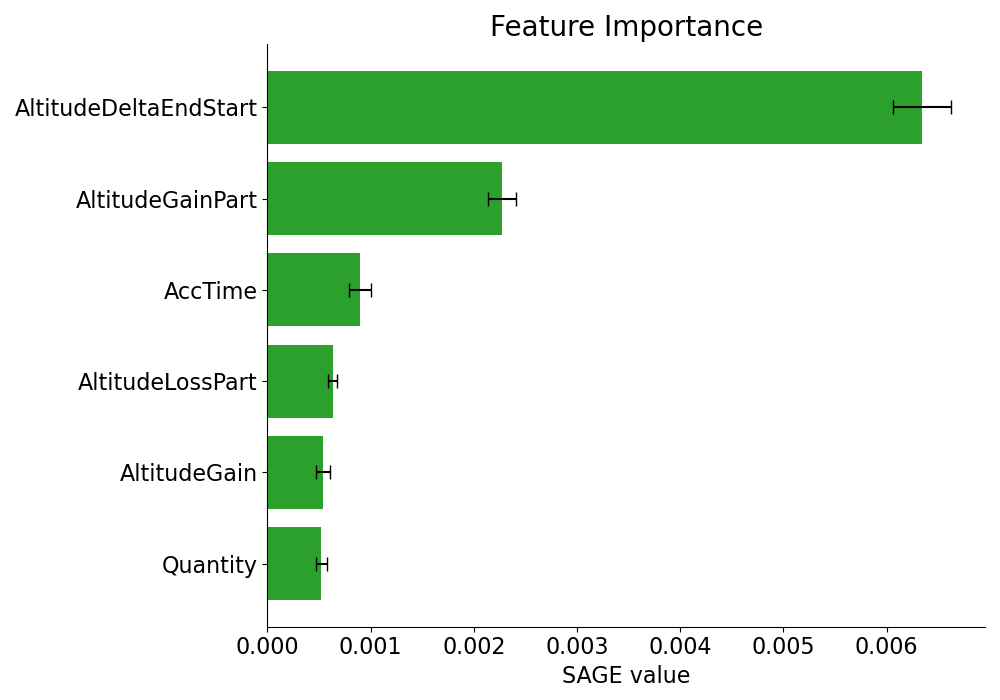 Feature Importance
AltitudeDeltaEndStart
AltitudeGainPart
AccTime
AltitudeLossPart
AltitudeGain
Quantity
0.000 0.001 0.002 0.003 0.004 0.005 0.006
SAGE value